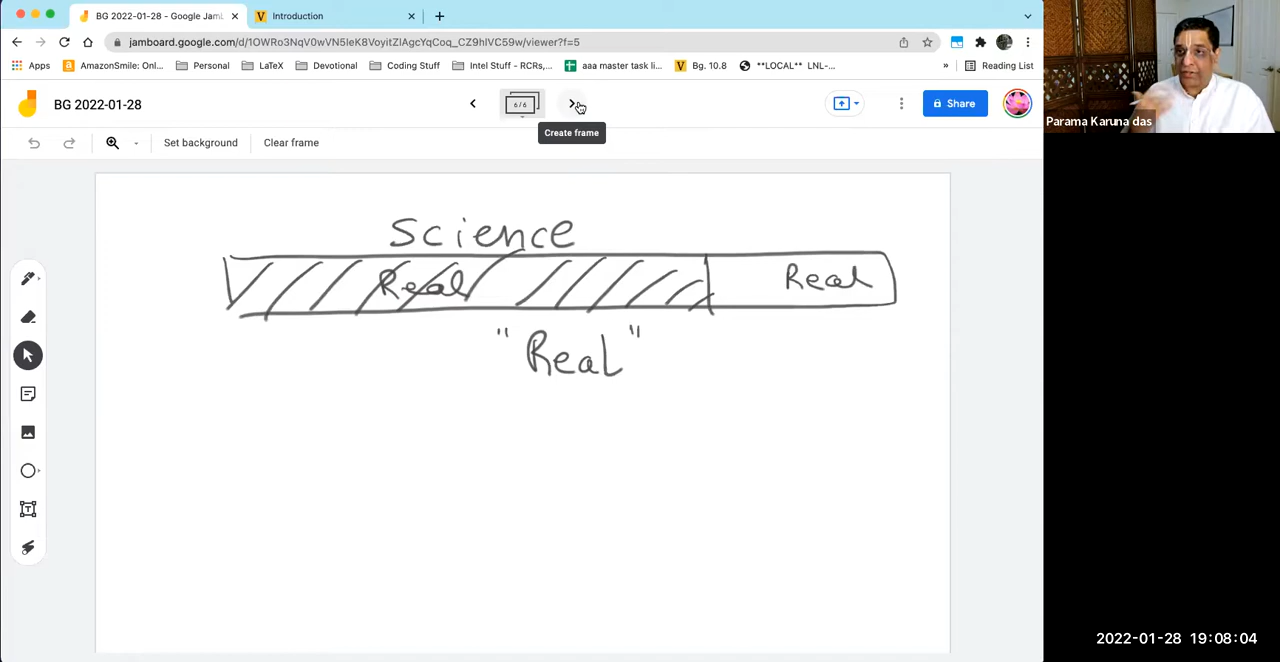 BG 2022-01-28 - Google Jam
Introduction
jamboard.google.com/d/1OWRo3NqV0wVN5leK8VoyitZlAgcYqCoq_CZ9hlVC59w/viewer?f=5
Apps
AmazonSmile: Onl...
Personal
LaTeX
Devotional
Coding Stuff
Intel Stuff - RCRs,...
aaa master task li...
Bg. 10.8
**LOCAL** LNL-...
»
Reading List
BG 2022-01-28
6/6
Share
Create frame
Set background
Clear frame
Parama Karuna das
Science
Real
Real
"Real"
2022-01-28 19:08:04